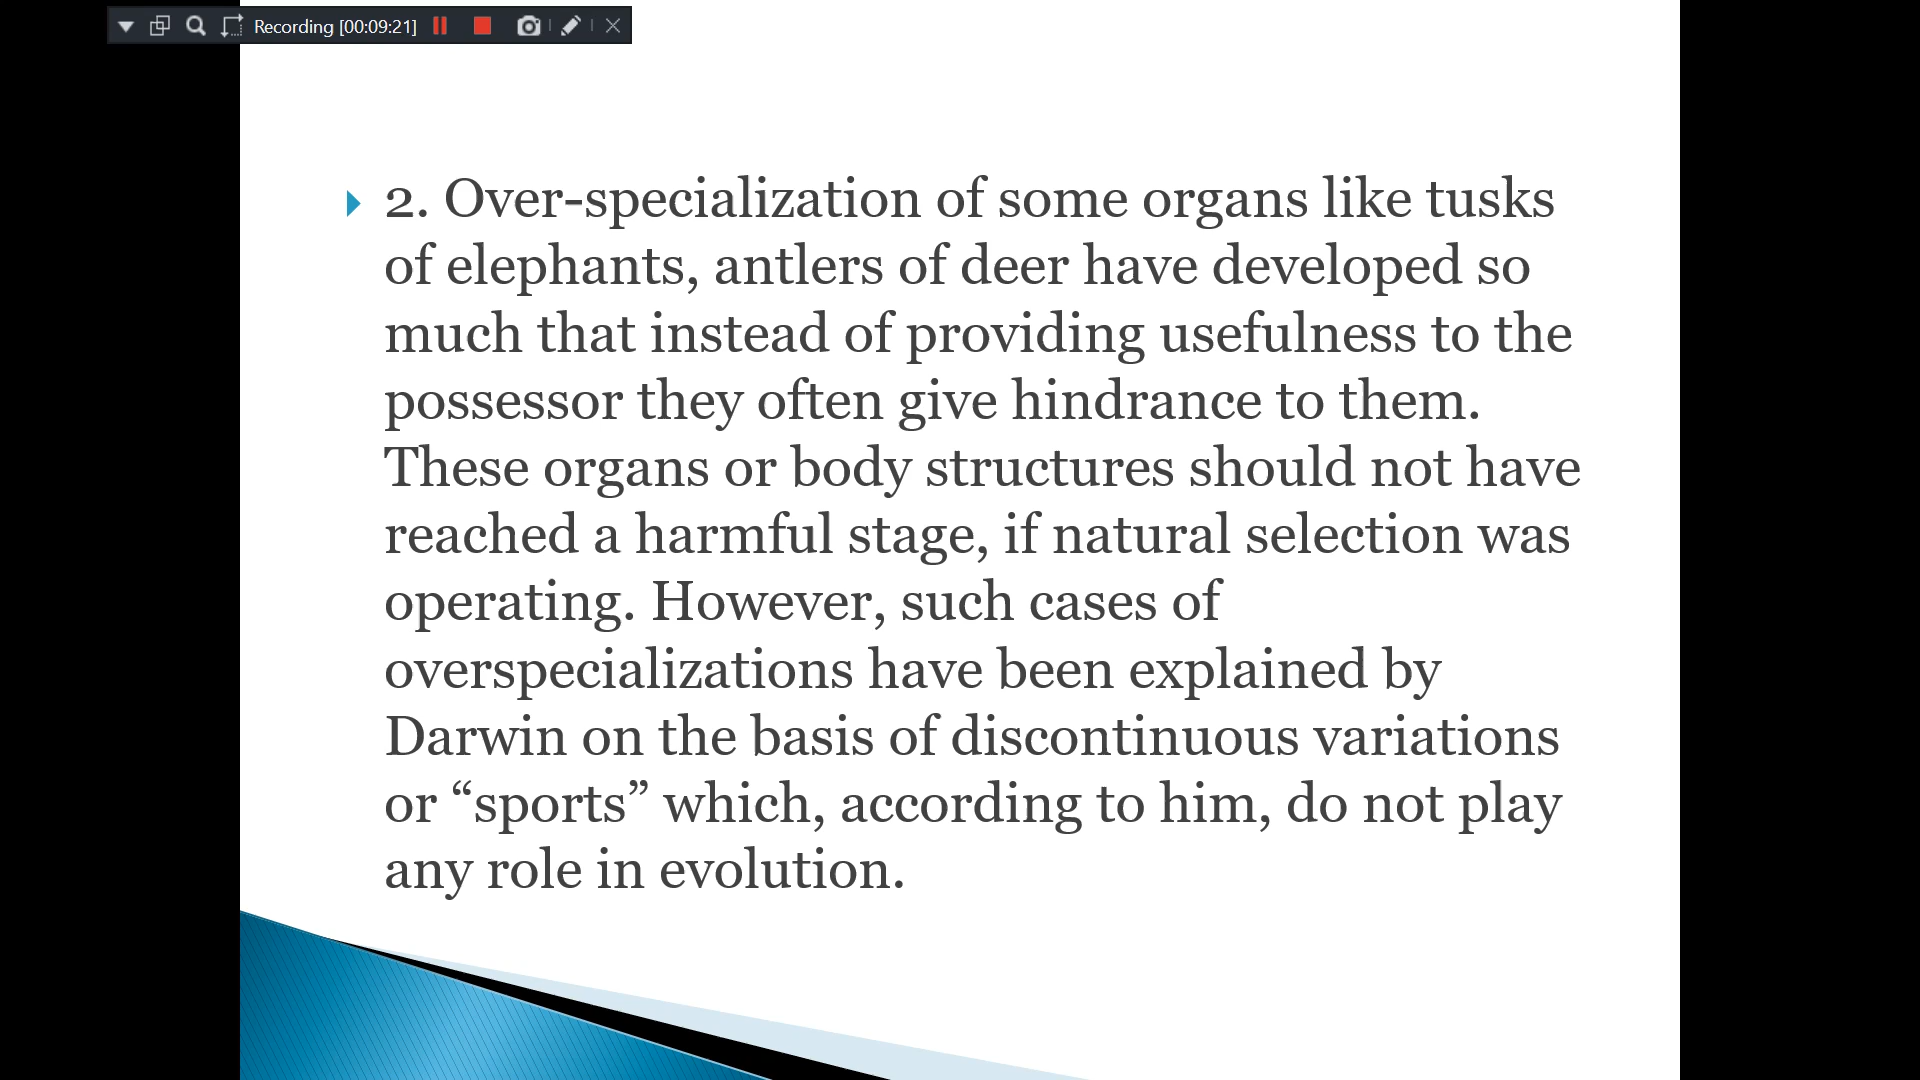 Recording [00:09:21]
2. Over-specialization of some organs like tusks
of elephants, antlers of deer have developed so
much that instead of providing usefulness to the
possessor they often give hindrance to them.
These organs or body structures should not have
reached a harmful stage, if natural selection was
operating. However, such cases of
overspecializations have been explained by
Darwin on the basis of discontinuous variations
or “sports” which, according to him, do not play
any role in evolution.